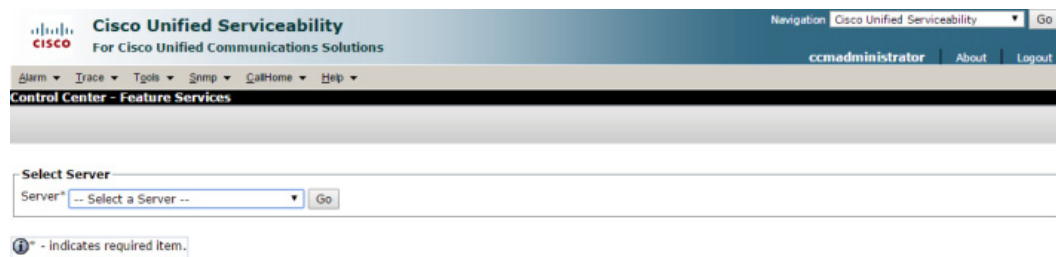 Cisco Unified Serviceability
For Cisco Unified Communications Solutions
CISCO
Navigation Cisco Unified Serviceability Go
ccmadministrator About Logout
Alarm Trace Tools Snmp CallHome Help
Control Center - Feature Services
Select Server
Server* -- Select a Server -- Go
* - indicates required item.